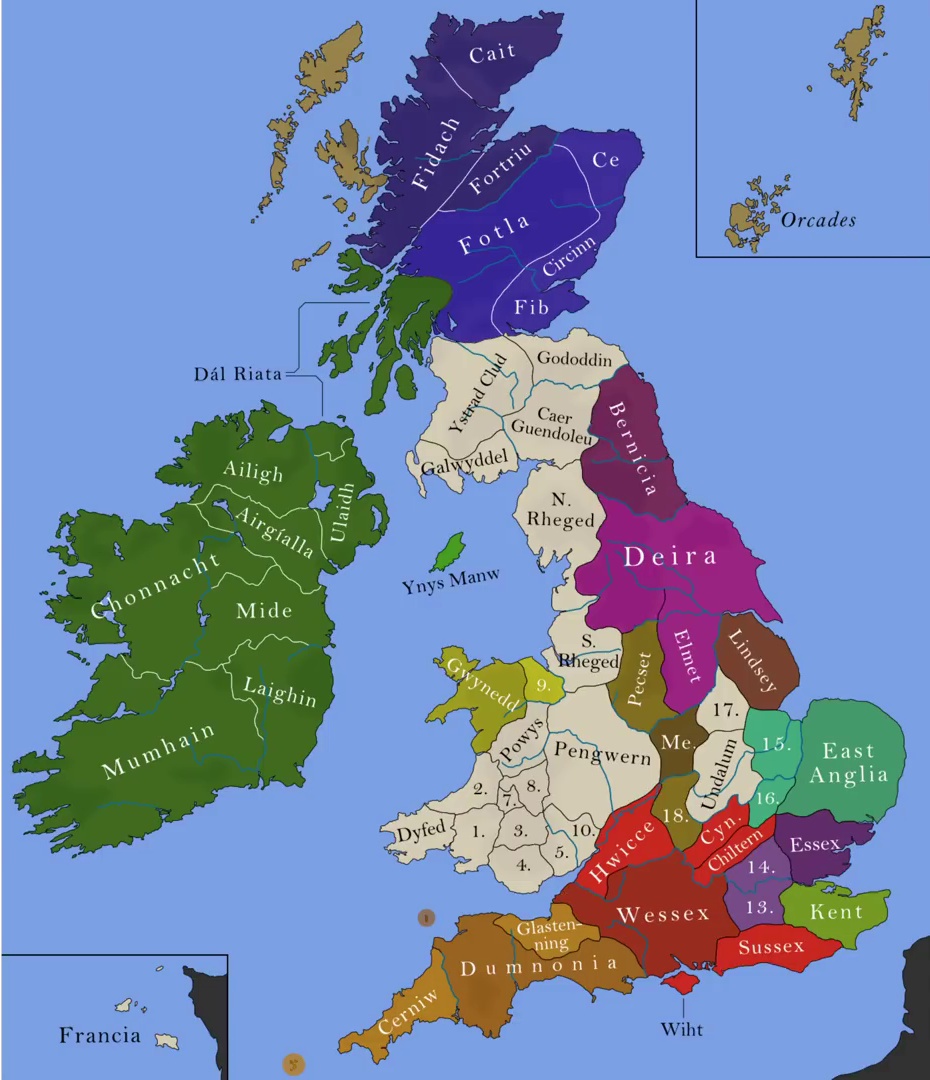 Cait
Fidach
Fortriu
Ce
Fotla
Orcades
Circinn
Fib
Gododdin
Dál Riata
Ystrad Clud
Caer
Guendoleu
Bernicia
Galwyddel
Ailigh
N.
Rheged
Ulaidh
Airgíalla
Deira
Ynys Manw
Chonnacht
Mide
S.
Rheged
Elmet
Lindsey
Pecset
Gwynedd
9.
Laighin
17.
Mumhain
Powys
Pengwern
Me.
15.
East
Anglia
Undalum
2.
8.
7.
16.
18.
Dyfed
1.
3.
10.
Cyn.
Chiltern
Essex
4.
5.
Hwicce
14.
13.
Kent
Wessex
Glasten-
ning
Sussex
Dumnonia
Cerniw
Wiht
Francia